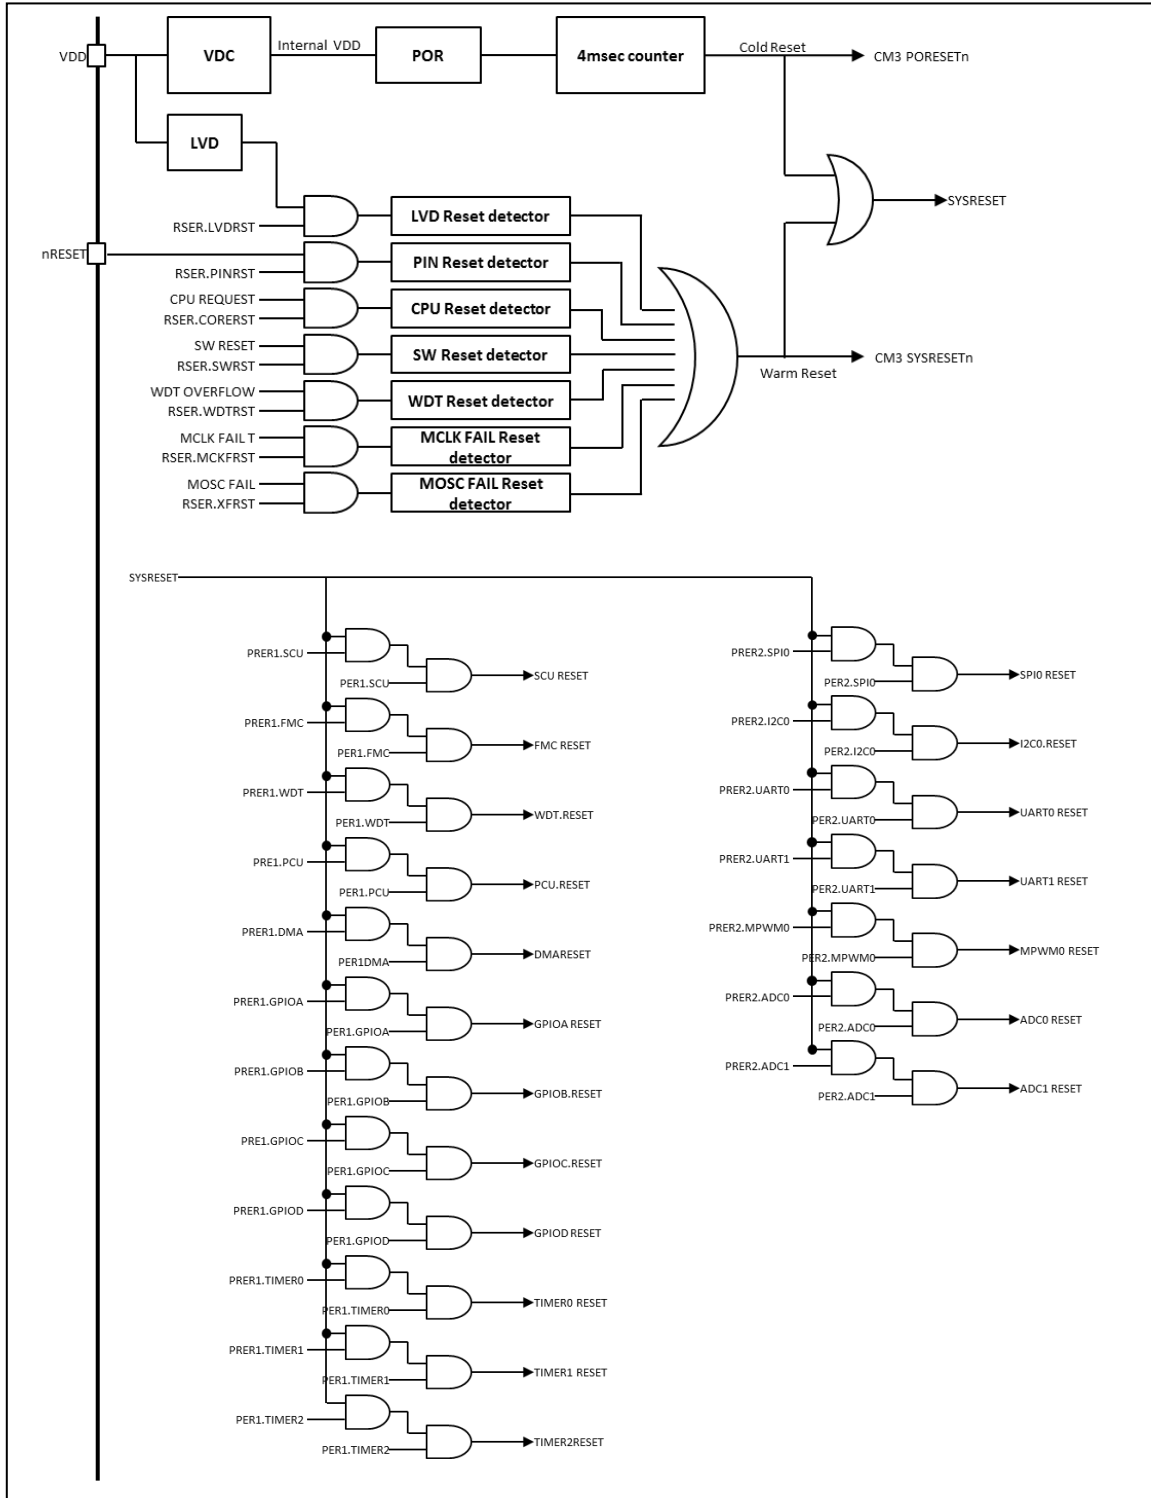 VDD
VDC
Internal VDD
POR
4msec counter
Cold Reset
CM3 PORESETn
LVD
SYSRESET
RSER.LVDRST
LVD Reset detector
nRESET
RSER.PINRST
PIN Reset detector
CPU REQUEST
RSER.CORERST
CPU Reset detector
SW RESET
RSER.SWRST
SW Reset detector
CM3 SYSRESETn
Warm Reset
WDT OVERFLOW
RSER.WDTRST
WDT Reset detector
MCLK FAIL T
RSER.MCKFRST
MCLK FAIL Reset
detector
MOSC FAIL
RSER.XFRST
MOSC FAIL Reset
detector
SYSRESET
PRER1.SCU
PER1.SCU
SCU RESET
PRER1.FMC
PER1.FMC
FMC RESET
PRER1.WDT
PER1.WDT
WDT.RESET
PRE1.PCU
PER1.PCU
PCU.RESET
PRER1.DMA
PER1DMA
DMARESET
PRER1.GPIOA
PER1.GPIOA
GPIOA RESET
PRER1.GPIOB
PER1.GPIOB
GPIOB.RESET
PRE1.GPIOC
PER1.GPIOC
GPIOC.RESET
PRER1.GPIOD
PER1.GPIOD
GPIOD RESET
PRER1.TIMER0
PER1.TIMER0
TIMER0 RESET
PRER1.TIMER1
PER1.TIMER1
TIMER1 RESET
PER1.TIMER2
PER1.TIMER2
TIMER2RESET
PRER2.SPI0
PER2.SPI0
SPI0 RESET
PRER2.I2C0
PER2.I2C0
I2C0.RESET
PRER2.UART0
PER2.UART0
UART0 RESET
PRER2.UART1
PER2.UART1
UART1 RESET
PRER2.MPWM0
PER2.MPWM0
MPWM0 RESET
PRER2.ADC0
PER2.ADC0
ADC0 RESET
PRER2.ADC1
PER2.ADC1
ADC1 RESET